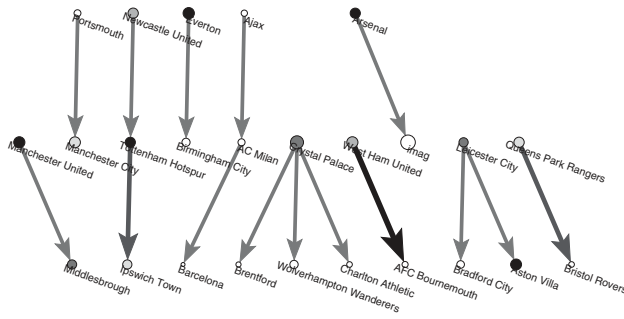 Portsmouth
Newcastle United
Everton
Ajax
Arsenal
Manchester United
Manchester City
Tottenham Hotspur
Birmingham City
AC Milan
Crystal Palace
West Ham United
imag
Leicester City
Queens Park Rangers
Middlesbrough
Ipswich Town
Barcelona
Brentford
Wolverhampton Wanderers
Charlton Athletic
AFC Bournemouth
Bradford City
Aston Villa
Bristol Rovers